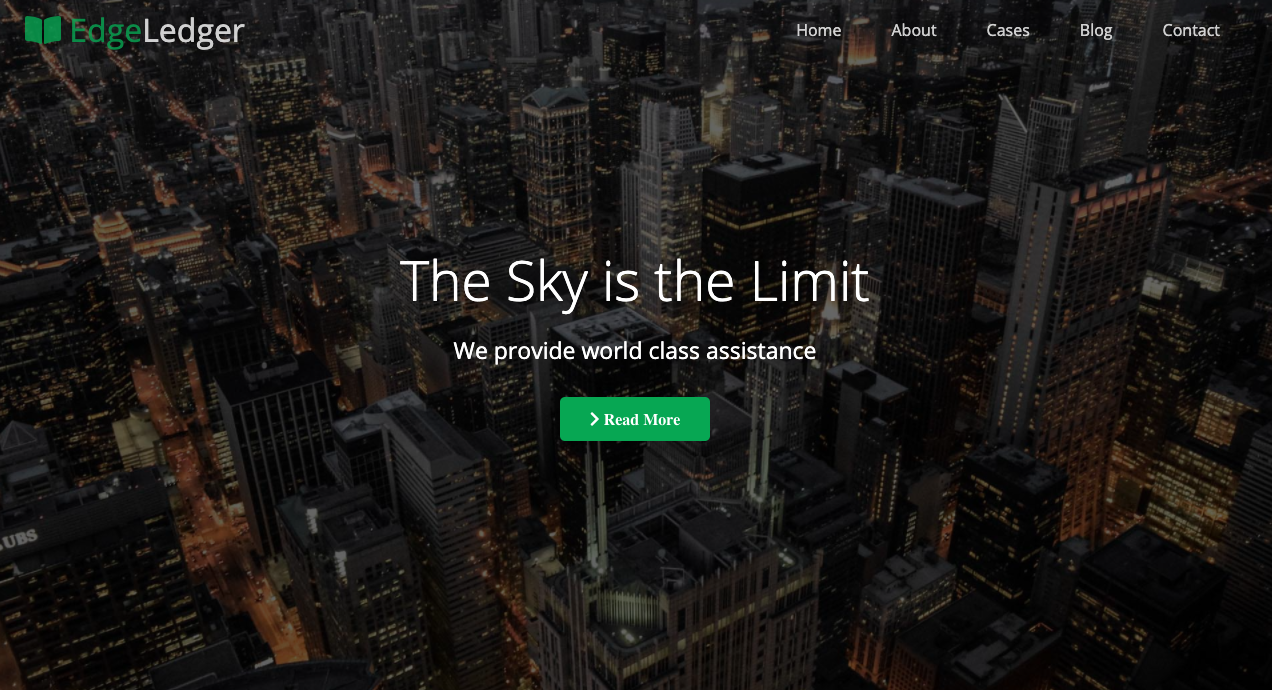 EdgeLedger
Home About Cases Blog Contact
The Sky is the Limit
We provide world class assistance
Read More
UBS